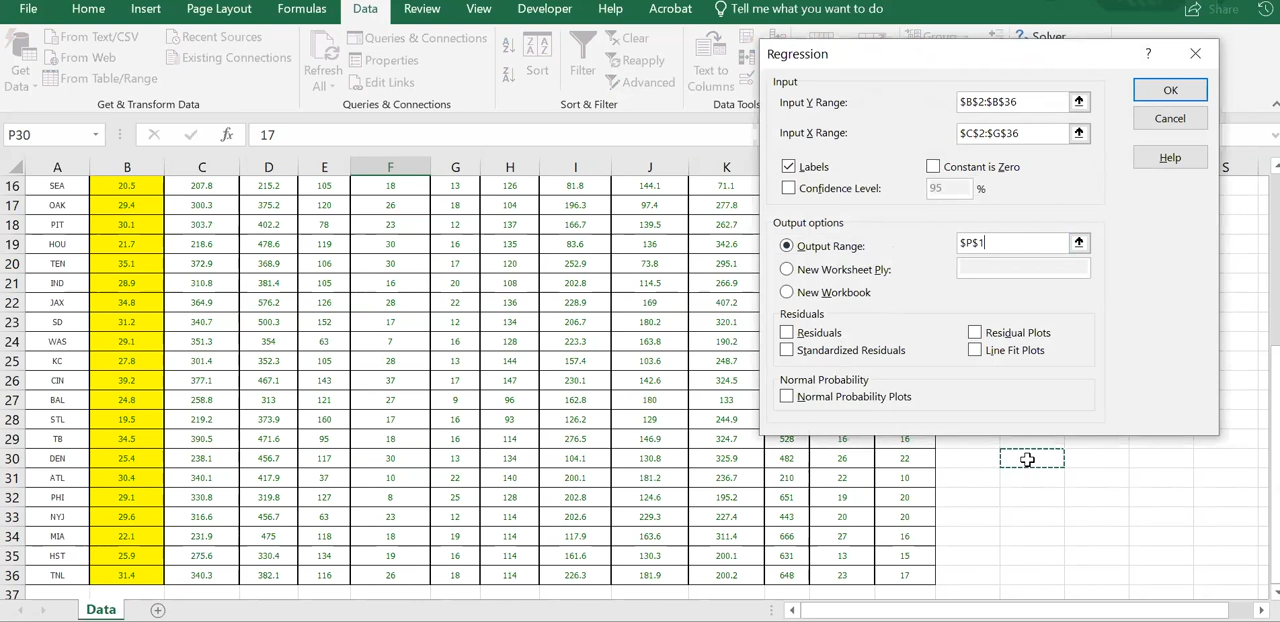 File Home Insert Page Layout Formulas Data Review View Developer Help Acrobat Tell me what you want to do Share
From Text/CSV Recent Sources Queries & Connections Clear Solver
Get Data From Web Existing Connections Refresh All Properties Sort Filter Reapply Text to Columns
From Table/Range Edit Links Advanced
Get & Transform Data Queries & Connections Sort & Filter Data Tools
P30 fx 17
A B C D E F G H I J K S
16 SEA 20.5 207.8 215.2 105 18 13 126 81.8 144.1 71.1
17 OAK 29.4 300.3 375.2 120 26 18 104 196.3 97.4 277.8
18 PIT 30.1 303.7 402.2 78 23 12 137 166.7 139.5 262.7
19 HOU 21.7 218.6 478.6 119 30 16 135 83.6 136 342.6
20 TEN 35.1 372.9 368.9 106 30 17 120 252.9 73.8 295.1
21 IND 28.9 310.8 381.4 105 16 20 108 202.8 114.5 266.9
22 JAX 34.8 364.9 576.2 126 28 22 136 228.9 169 407.2
23 SD 31.2 340.7 500.3 152 17 12 134 206.7 180.2 320.1
24 WAS 29.1 351.3 354 63 7 16 128 223.3 163.8 190.2
25 KC 27.8 301.4 352.3 105 28 13 144 157.4 103.6 248.7
26 CIN 39.2 377.1 467.1 143 37 17 147 230.1 142.6 324.5
27 BAL 24.8 258.8 313 121 27 9 96 162.8 180 133
28 STL 19.5 219.2 373.9 160 17 16 93 126.2 129 244.9
29 TB 34.5 390.5 471.6 95 18 16 114 276.5 146.9 324.7 528 16 16
30 DEN 25.4 238.1 456.7 117 30 13 134 104.1 130.8 325.9 482 26 22
31 ATL 30.4 340.1 417.9 37 10 22 140 200.1 181.2 236.7 210 22 10
32 PHI 29.1 330.8 319.8 127 8 25 128 202.8 124.6 195.2 651 19 20
33 NYJ 29.6 316.6 456.7 63 23 12 114 202.6 229.3 227.4 443 20 20
34 MIA 22.1 231.9 475 118 18 19 114 117.9 163.6 311.4 666 27 16
35 HST 25.9 275.6 330.4 134 19 16 114 161.6 130.3 200.1 631 13 15
36 TNL 31.4 340.3 382.1 116 26 18 114 226.3 181.9 200.2 648 23 17
37
Data
Regression ?
Input
Input Y Range: $B$2:$B$36 OK
Input X Range: $C$2:$G$36 Cancel
Labels Constant is Zero Help
Confidence Level: 95 %
Output options
Output Range: $P$1
New Worksheet Ply:
New Workbook
Residuals
Residuals Residual Plots
Standardized Residuals Line Fit Plots
Normal Probability
Normal Probability Plots